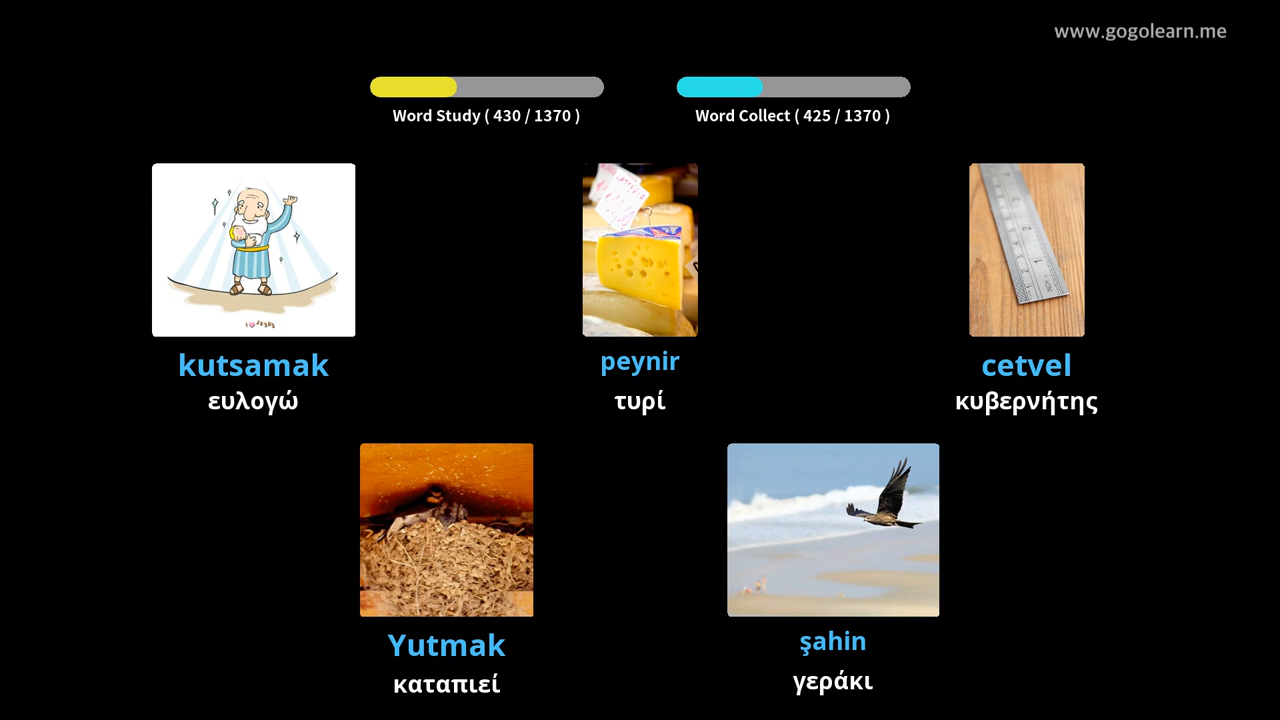 www.gogolearn.me
Word Study ( 430 / 1370 )
Word Collect ( 425 / 1370 )
kutsamak
ευλογώ
peynir
τυρί
cetvel
κυβερνήτης
Yutmak
καταπιεί
şahin
γεράκι